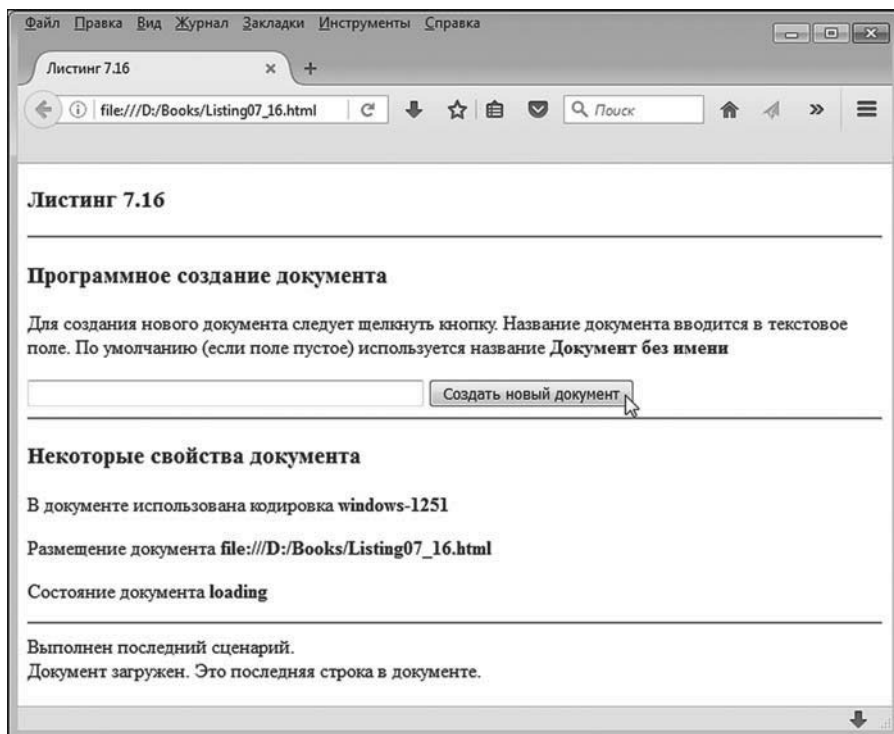 Файл Правка Вид Журнал Закладки Инструменты Справка
Листинг 7.16
file:///D:/Books/Listing07_16.html
Поиск
Листинг 7.16
Программное создание документа
Для создания нового документа следует щелкнуть кнопку. Название документа вводится в текстовое
поле. По умолчанию (если поле пустое) используется название Документ без имени
Создать новый документ
Некоторые свойства документа
В документе использована кодировка windows-1251
Размещение документа file:///D:/Books/Listing07_16.html
Состояние документа loading
Выполнен последний сценарий.
Документ загружен. Это последняя строка в документе.